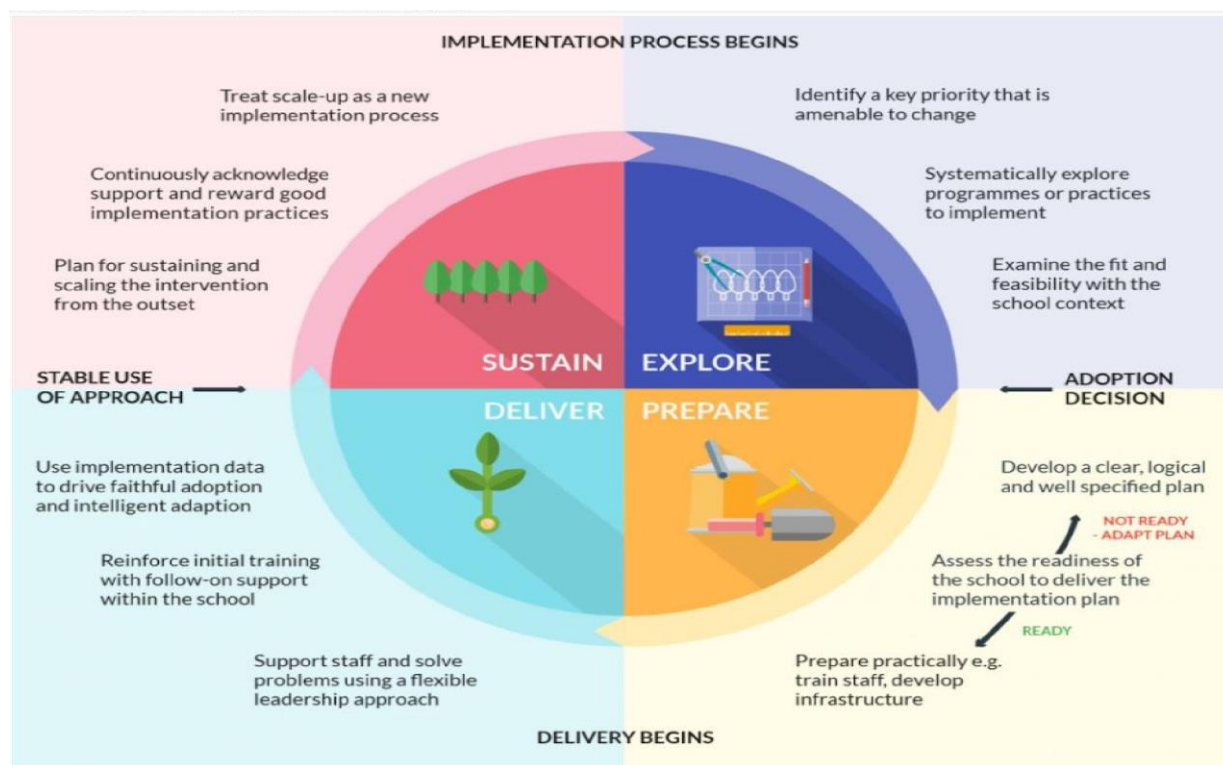 IMPLEMENTATION PROCESS BEGINS
Identify a key priority that is
amenable to change
Systematically explore
programmes or practices
to implement
Examine the fit and
feasibility with the
school context
EXPLORE
ADOPTION
DECISION
PREPARE
Develop a clear, logical
and well specified plan
NOT READY
- ADAPT PLAN
Assess the readiness of
the school to deliver the
implementation plan
READY
Prepare practically e.g.
train staff, develop
infrastructure
DELIVERY BEGINS
DELIVER
Support staff and solve
problems using a flexible
leadership approach
Reinforce initial training
with follow-on support
within the school
Use implementation data
to drive faithful adoption
and intelligent adaption
STABLE USE
OF APPROACH
SUSTAIN
Plan for sustaining and
scaling the intervention
from the outset
Continuously acknowledge
support and reward good
implementation practices
Treat scale-up as a new
implementation process